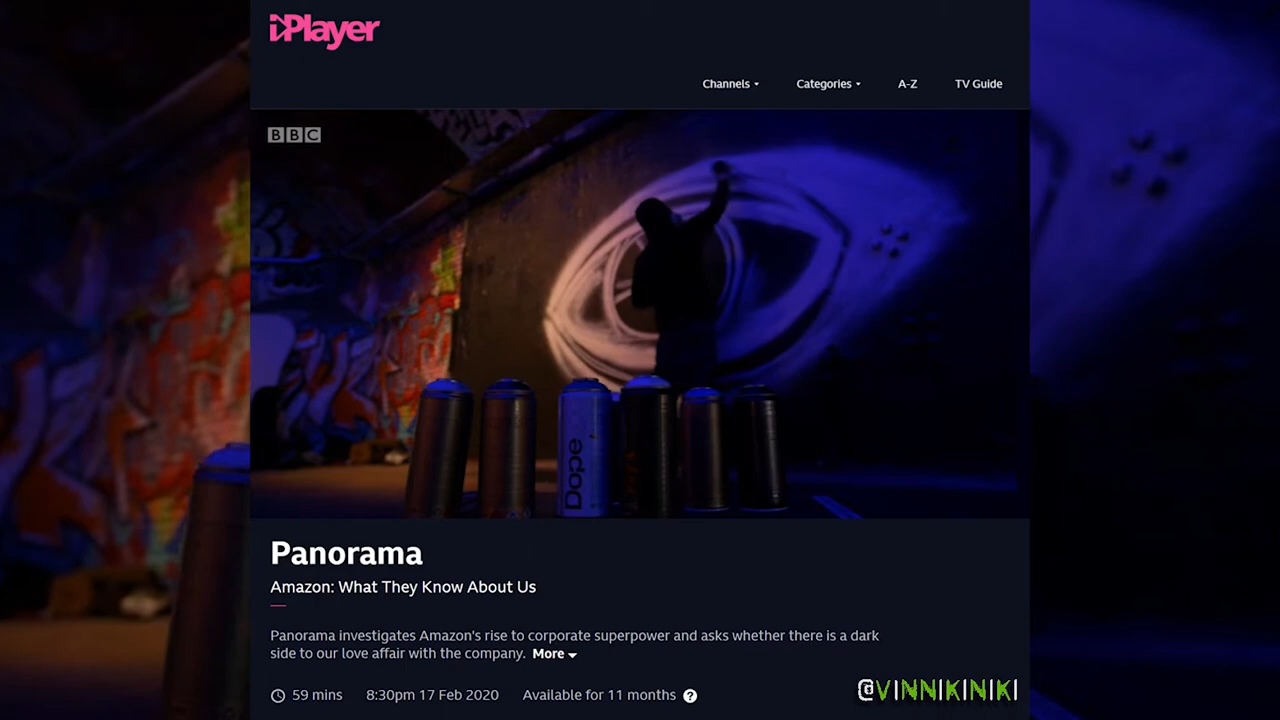 iPlayer
Channels Categories A-Z TV Guide
BBC
Dope
Panorama
Amazon: What They Know About Us
Panorama investigates Amazon's rise to corporate superpower and asks whether there is a dark
side to our love affair with the company. More
59 mins 8:30pm 17 Feb 2020 Available for 11 months ?
@VINNIKINIKI